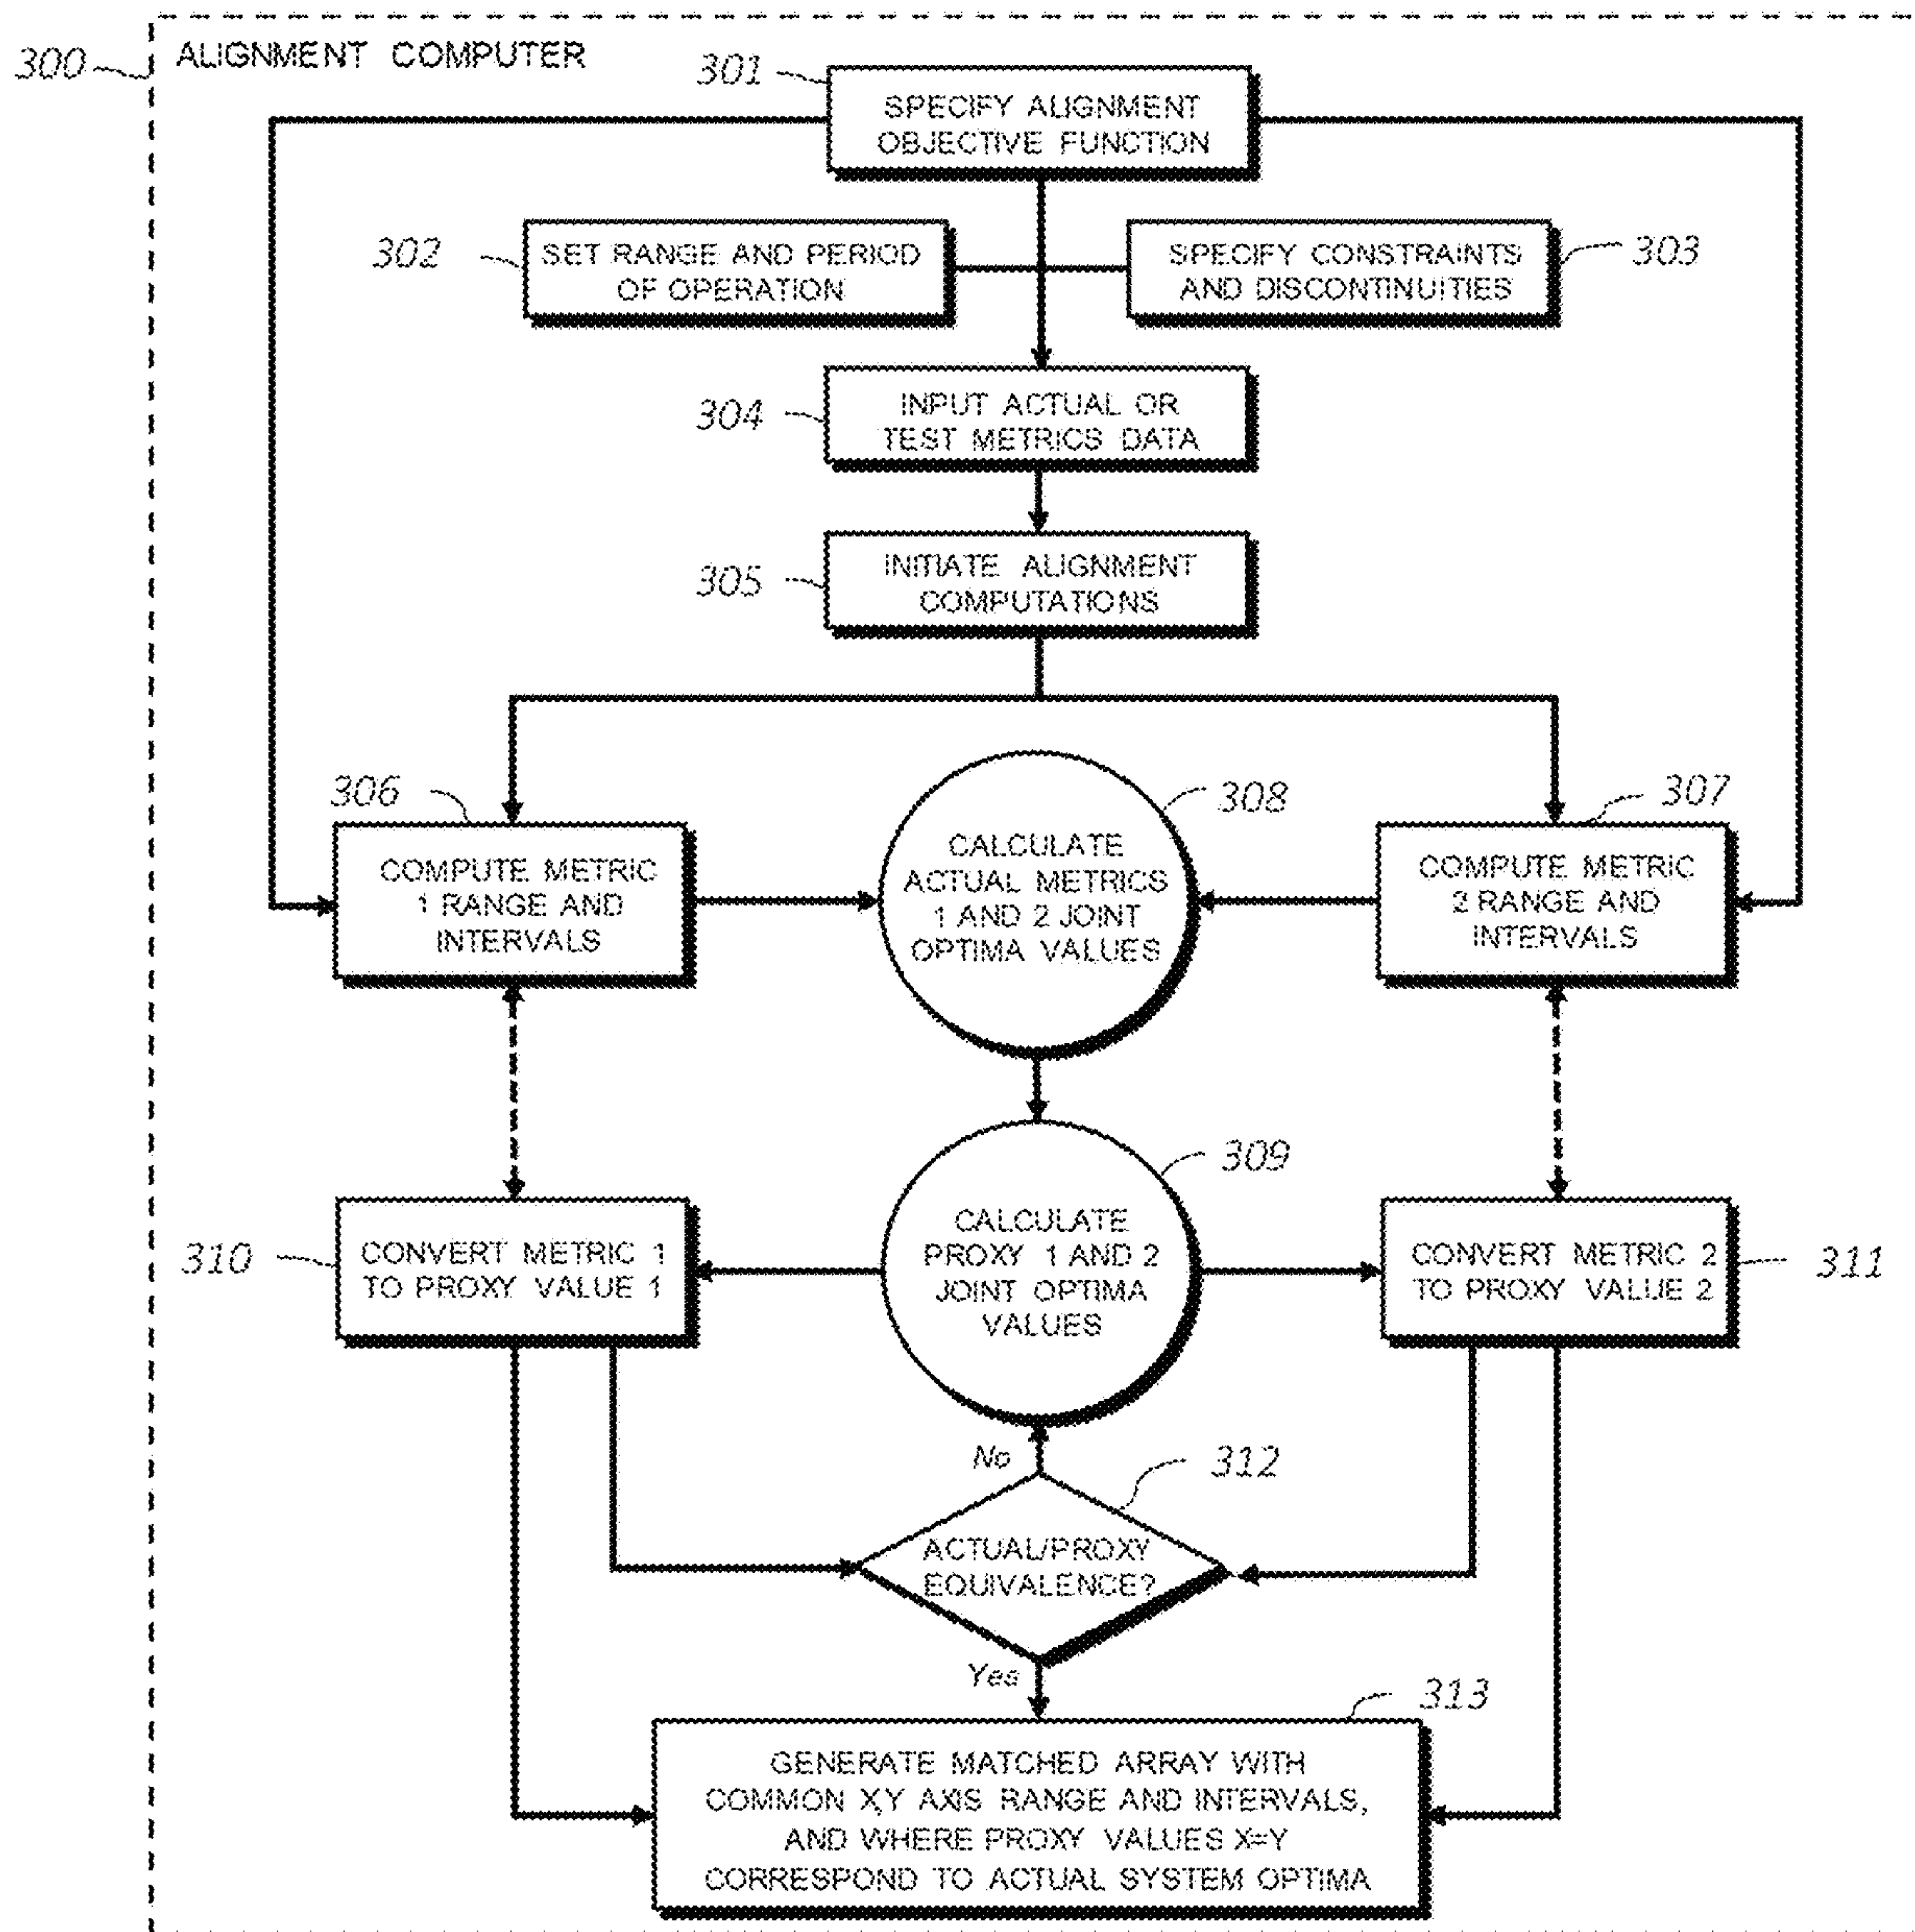 300
ALIGNMENT COMPUTER
301
SPECIFY ALIGNMENT
OBJECTIVE FUNCTION
302
SET RANGE AND PERIOD
OF OPERATION
SPECIFY CONSTRAINTS
AND DISCONTINUITIES
303
304
INPUT ACTUAL OR
TEST METRICS DATA
305
INITIATE ALIGNMENT
COMPUTATIONS
306
COMPUTE METRIC
1 RANGE AND
INTERVALS
308
CALCULATE
ACTUAL METRICS
1 AND 2 JOINT
OPTIMA VALUES
307
COMPUTE METRIC
2 RANGE AND
INTERVALS
309
CALCULATE
PROXY 1 AND 2
JOINT OPTIMA
VALUES
310
CONVERT METRIC 1
TO PROXY VALUE 1
CONVERT METRIC 2
TO PROXY VALUE 2
311
No
312
ACTUAL/PROXY
EQUIVALENCE?
Yes
313
GENERATE MATCHED ARRAY WITH
COMMON X,Y AXIS RANGE AND INTERVALS,
AND WHERE PROXY VALUES X=Y
CORRESPOND TO ACTUAL SYSTEM OPTIMA